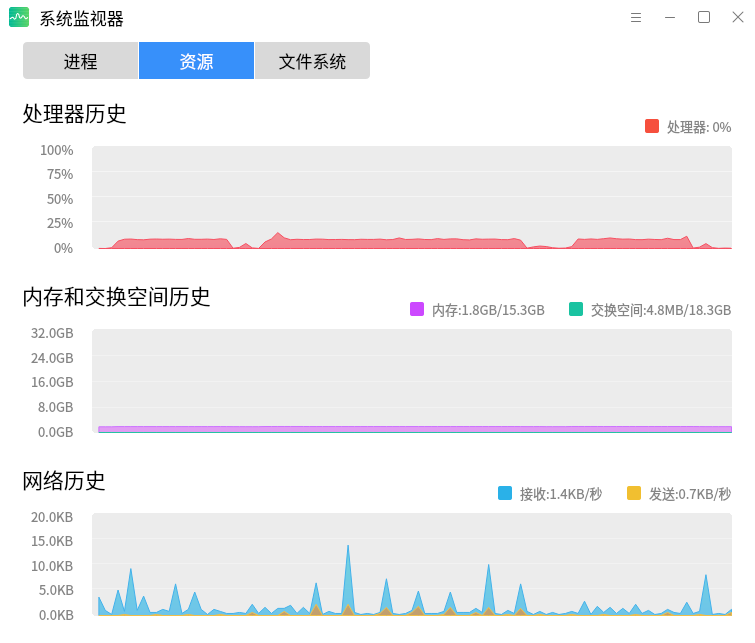 系统监视器
进程 资源 文件系统
处理器历史
处理器: 0%
100%
75%
50%
25%
0%
内存和交换空间历史
内存:1.8GB/15.3GB 交换空间:4.8MB/18.3GB
32.0GB
24.0GB
16.0GB
8.0GB
0.0GB
网络历史
接收:1.4KB/秒 发送:0.7KB/秒
20.0KB
15.0KB
10.0KB
5.0KB
0.0KB